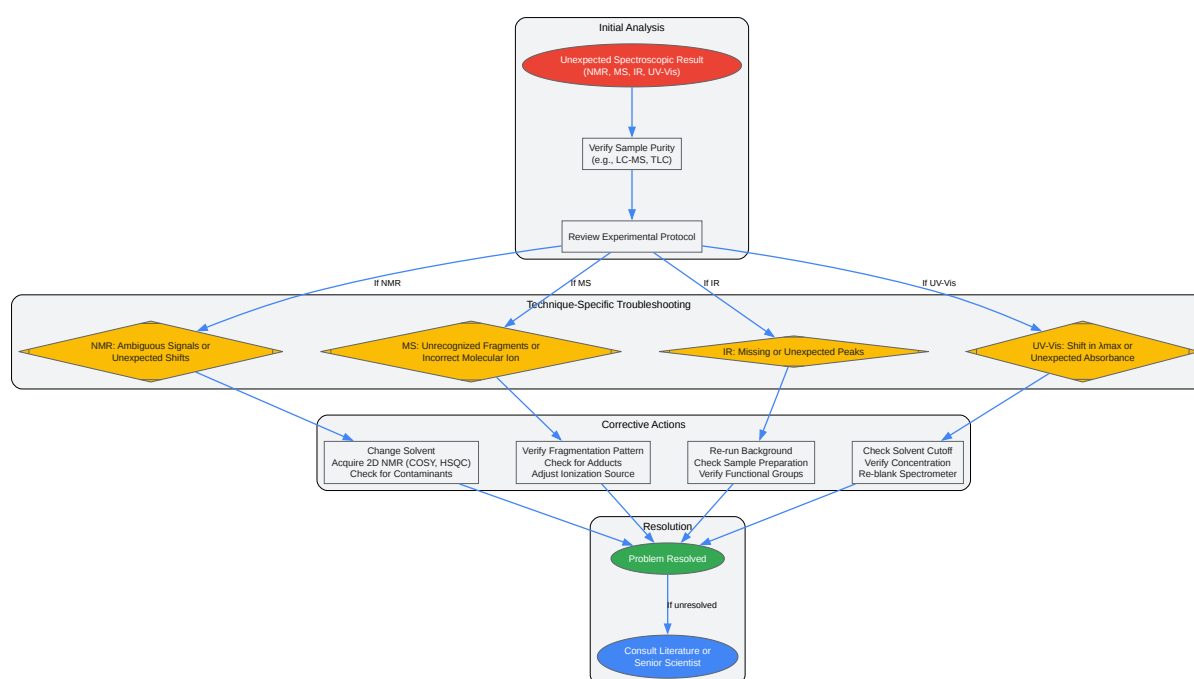 Initial Analysis
Unexpected Spectroscopic Result
(NMR, MS, IR, UV-Vis)
Verify Sample Purity
(e.g., LC-MS, TLC)
Review Experimental Protocol
If NMR
If MS
If IR
If UV-Vis
Technique-Specific Troubleshooting
NMR: Ambiguous Signals or
Unexpected Shifts
MS: Unrecognized Fragments or
Incorrect Molecular Ion
IR: Missing or Unexpected Peaks
UV-Vis: Shift in λmax or
Unexpected Absorbance
Corrective Actions
Change Solvent
Acquire 2D NMR (COSY, HSQC)
Check for Contaminants
Verify Fragmentation Pattern
Check for Adducts
Adjust Ionization Source
Re-run Background
Check Sample Preparation
Verify Functional Groups
Check Solvent Cutoff
Verify Concentration
Re-blank Spectrometer
Resolution
Problem Resolved
If unresolved
Consult Literature or
Senior Scientist